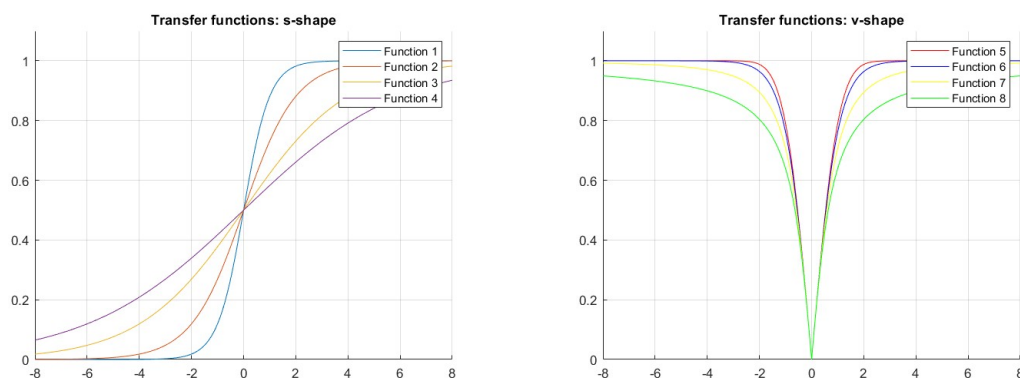 Transfer functions: s-shape
1
0.8
0.6
0.4
0.2
0
-8 -6 -4 -2 0 2 4 6 8
Function 1
Function 2
Function 3
Function 4
Transfer functions: v-shape
1
0.8
0.6
0.4
0.2
0
-8 -6 -4 -2 0 2 4 6 8
Function 5
Function 6
Function 7
Function 8